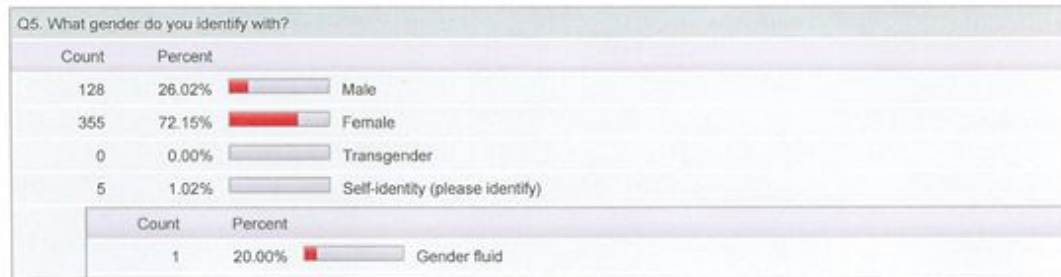 Q5. What gender do you identify with?
Count Percent
128 26.02% Male
355 72.15% Female
0 0.00% Transgender
5 1.02% Self-identity (please identify)
Count Percent
1 20.00% Gender fluid